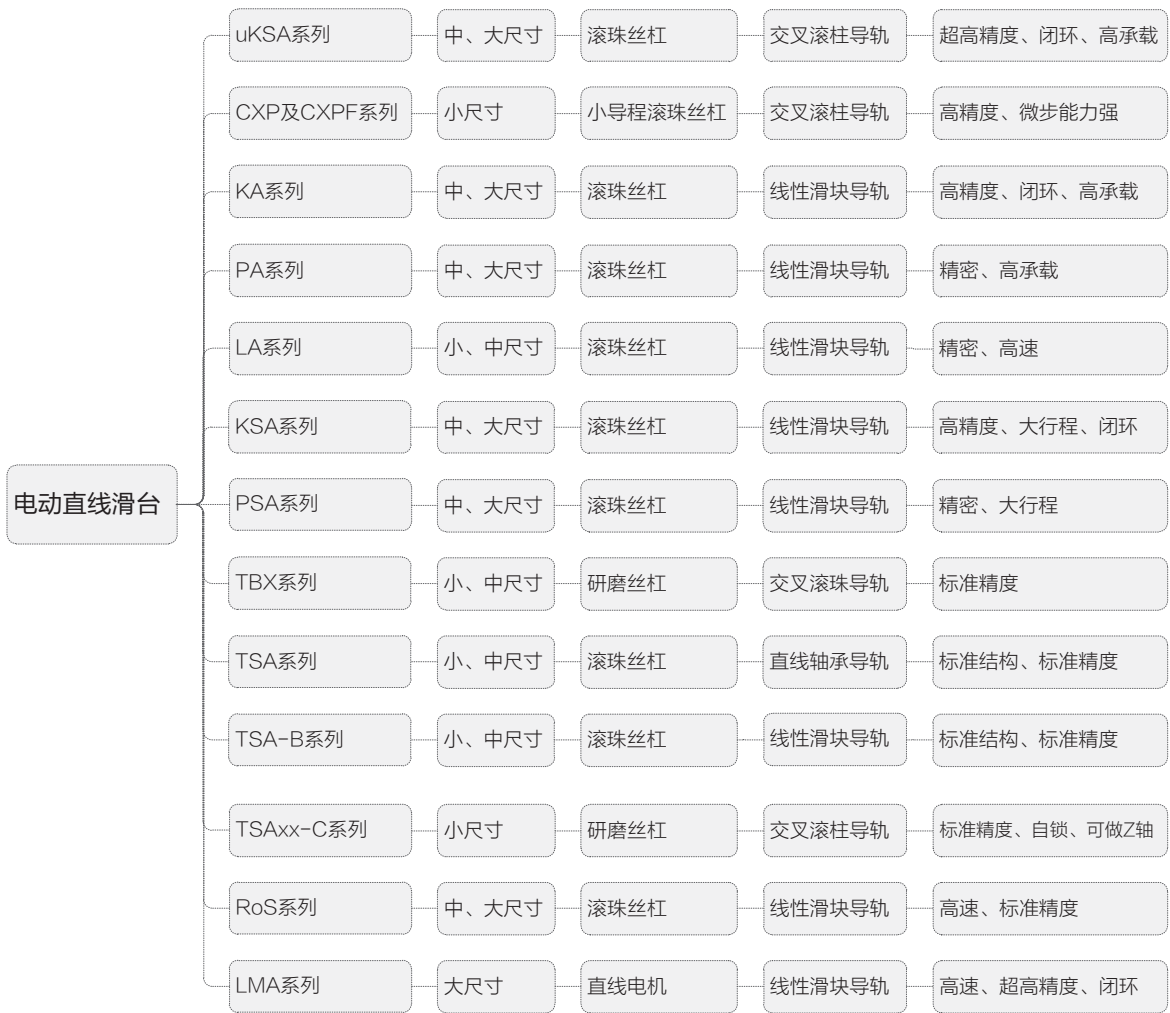 uKSA系列 中、大尺寸 滚珠丝杠 交叉滚柱导轨 超高精度、闭环、高承载
CXP及CXPF系列 小尺寸 小导程滚珠丝杠 交叉滚柱导轨 高精度、微步能力强
KA系列 中、大尺寸 滚珠丝杠 线性滑块导轨 高精度、闭环、高承载
PA系列 中、大尺寸 滚珠丝杠 线性滑块导轨 精密、高承载
LA系列 小、中尺寸 滚珠丝杠 线性滑块导轨 精密、高速
KSA系列 中、大尺寸 滚珠丝杠 线性滑块导轨 高精度、大行程、闭环
电动直线滑台
PSA系列 中、大尺寸 滚珠丝杠 线性滑块导轨 精密、大行程
TBX系列 小、中尺寸 研磨丝杠 交叉滚珠导轨 标准精度
TSA系列 小、中尺寸 滚珠丝杠 直线轴承导轨 标准结构、标准精度
TSA-B系列 小、中尺寸 滚珠丝杠 线性滑块导轨 标准结构、标准精度
TSAxx-C系列 小尺寸 研磨丝杠 交叉滚柱导轨 标准精度、自锁、可做Z轴
RoS系列 中、大尺寸 滚珠丝杠 线性滑块导轨 高速、标准精度
LMA系列 大尺寸 直线电机 线性滑块导轨 高速、超高精度、闭环